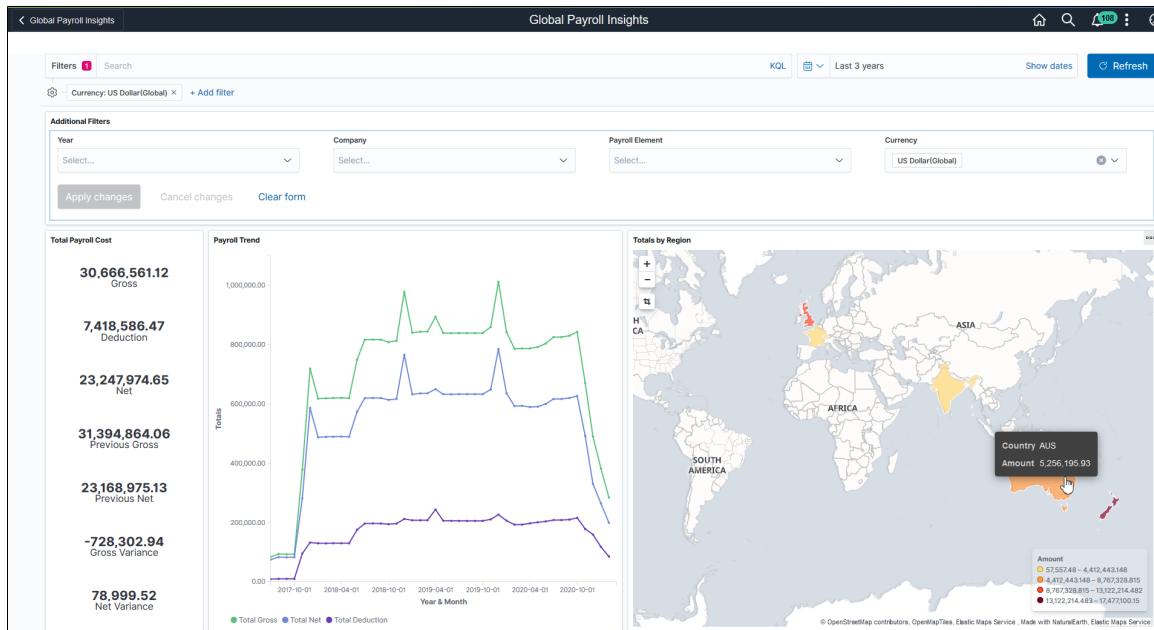 Global Payroll Insights
Global Payroll Insights
108
Filters 1 Search KQL Last 3 years Show dates Refresh
Currency: US Dollar(Global) × + Add filter
Additional Filters
Year Company Payroll Element Currency
Select... Select... Select... US Dollar(Global)
Apply changes Cancel changes Clear form
Total Payroll Cost
30,666,561.12
Gross
7,418,586.47
Deduction
23,247,974.65
Net
31,394,864.06
Previous Gross
23,168,975.13
Previous Net
-728,302.94
Gross Variance
78,999.52
Net Variance
Payroll Trend
Totals
1,000,000.00
800,000.00
600,000.00
400,000.00
200,000.00
0.00
2017-10-01 2018-04-01 2018-10-01 2019-04-01 2019-10-01 2020-04-01 2020-10-01
Year & Month
Total Gross Total Net Total Deduction
Totals by Region
+
−
H
CA
ASIA
AFRICA
SOUTH
AMERICA
Country AUS
Amount 5,256,195.93
Amount
57,557.48 – 4,412,443.148
4,412,443.148 – 8,767,328.815
8,767,328.815 – 13,122,214.482
13,122,214.483 – 17,477,100.15
© OpenStreetMap contributors, OpenMapTiles, Elastic Maps Service , Made with NaturalEarth, Elastic Maps Service